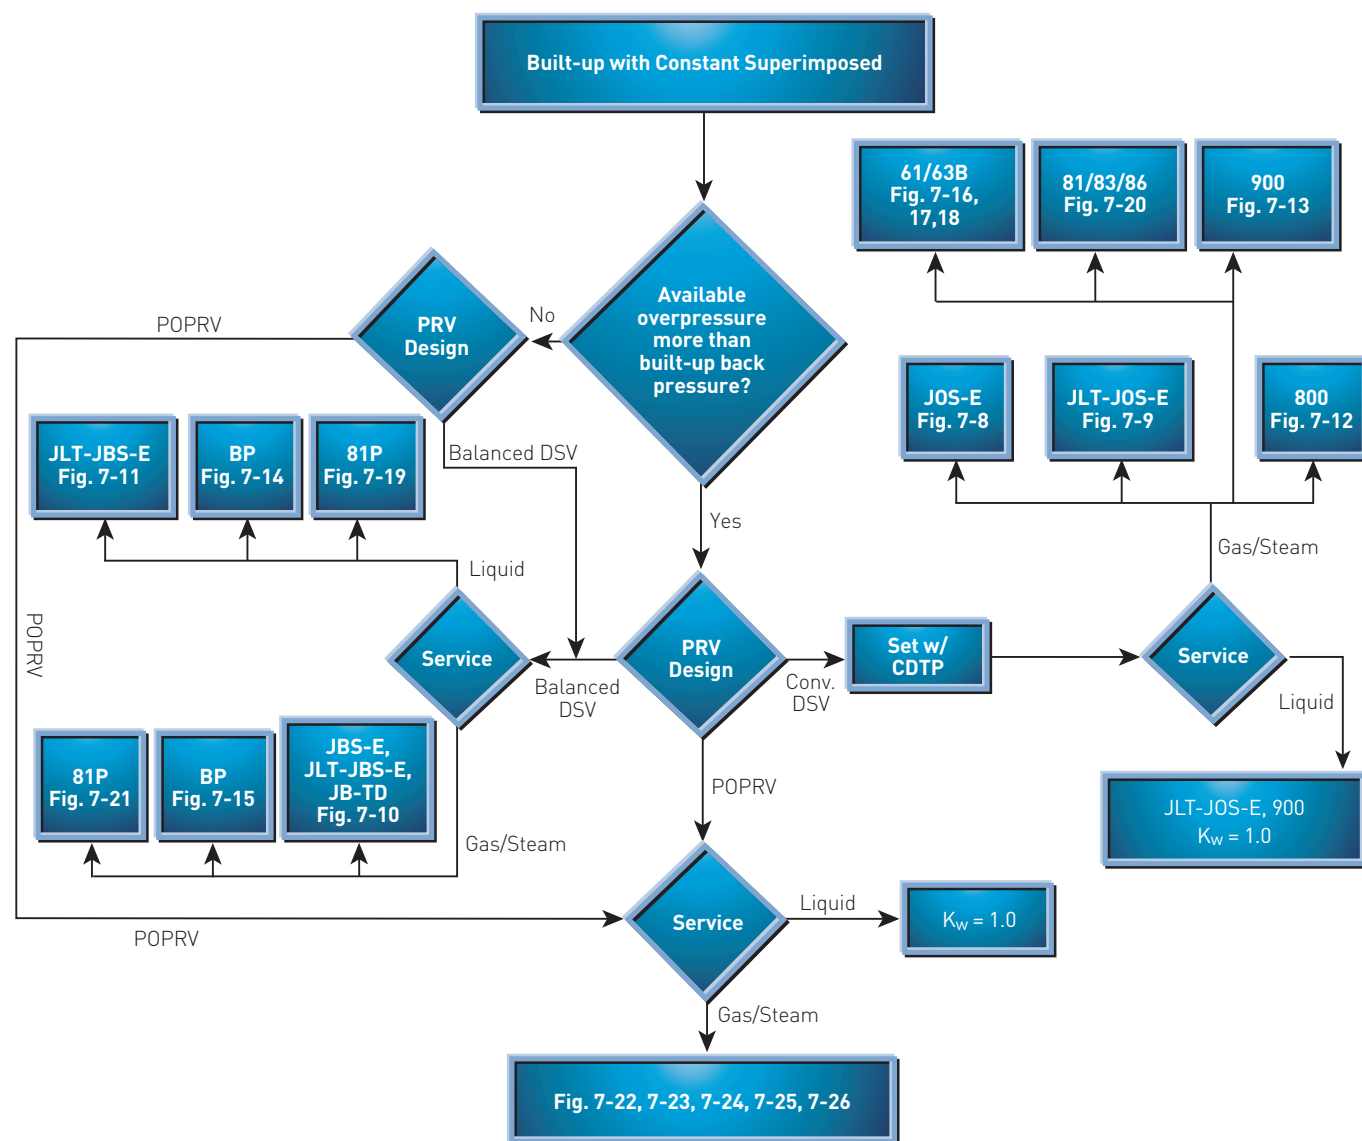 Built-up with Constant Superimposed
61/63B
Fig. 7-16,
17,18
81/83/86
Fig. 7-20
900
Fig. 7-13
Available
overpressure
more than
built-up back
pressure?
No
PRV
Design
POPRV
JOS-E
Fig. 7-8
JLT-JOS-E
Fig. 7-9
800
Fig. 7-12
JLT-JBS-E
Fig. 7-11
BP
Fig. 7-14
81P
Fig. 7-19
Balanced DSV
Yes
Gas/Steam
Liquid
POPRV
Service
Balanced
DSV
PRV
Design
Conv.
DSV
Set w/
CDTP
Service
Liquid
81P
Fig. 7-21
BP
Fig. 7-15
JBS-E,
JLT-JBS-E,
JB-TD
Fig. 7-10
Gas/Steam
POPRV
JLT-JOS-E, 900
Kw = 1.0
POPRV
Service
Liquid
Kw = 1.0
Gas/Steam
Fig. 7-22, 7-23, 7-24, 7-25, 7-26